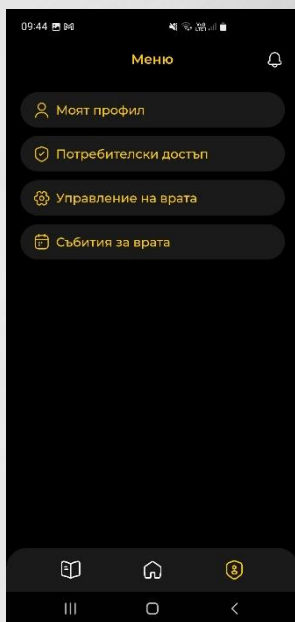 09:44
Меню
Моят профил
Потребителски достъп
Управление на врата
Събития за врата